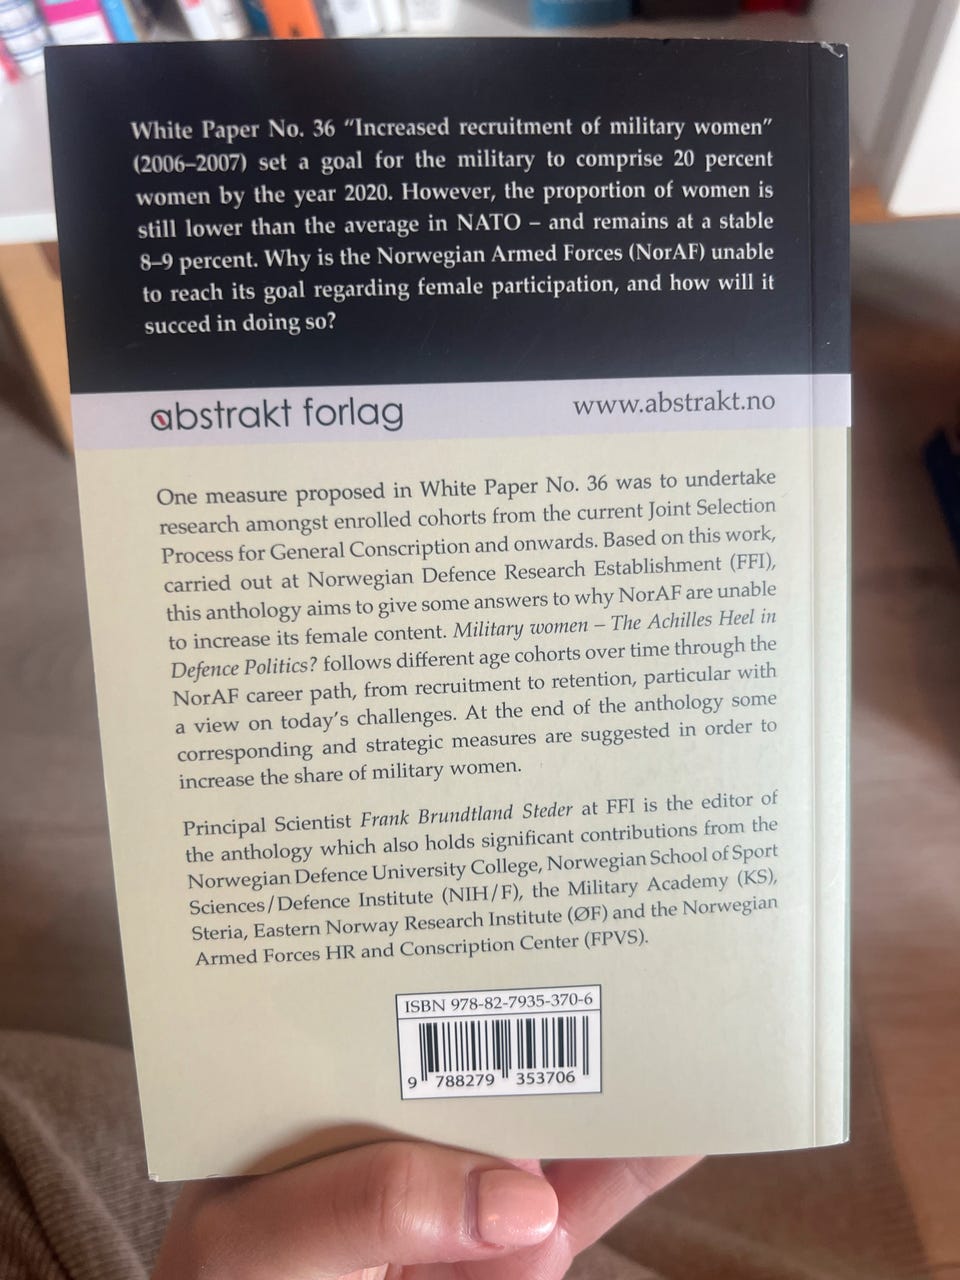 White Paper No. 36 “Increased recruitment of military women”
(2006–2007) set a goal for the military to comprise 20 percent
women by the year 2020. However, the proportion of women is
still lower than the average in NATO – and remains at a stable
8–9 percent. Why is the Norwegian Armed Forces (NorAF) unable
to reach its goal regarding female participation, and how will it
succed in doing so?
abstrakt forlag
www.abstrakt.no
One measure proposed in White Paper No. 36 was to undertake
research amongst enrolled cohorts from the current Joint Selection
Process for General Conscription and onwards. Based on this work,
carried out at Norwegian Defence Research Establishment (FFI),
this anthology aims to give some answers to why NorAF are unable
to increase its female content. Military women – The Achilles Heel in
Defence Politics? follows different age cohorts over time through the
NorAF career path, from recruitment to retention, particular with
a view on today’s challenges. At the end of the anthology some
corresponding and strategic measures are suggested in order to
increase the share of military women.
Principal Scientist Frank Brundtland Steder at FFI is the editor of
the anthology which also holds significant contributions from the
Norwegian Defence University College, Norwegian School of Sport
Sciences/Defence Institute (NIH/F), the Military Academy (KS),
Steria, Eastern Norway Research Institute (ØF) and the Norwegian
Armed Forces HR and Conscription Center (FPVS).
ISBN 978-82-7935-370-6
9 788279 353706